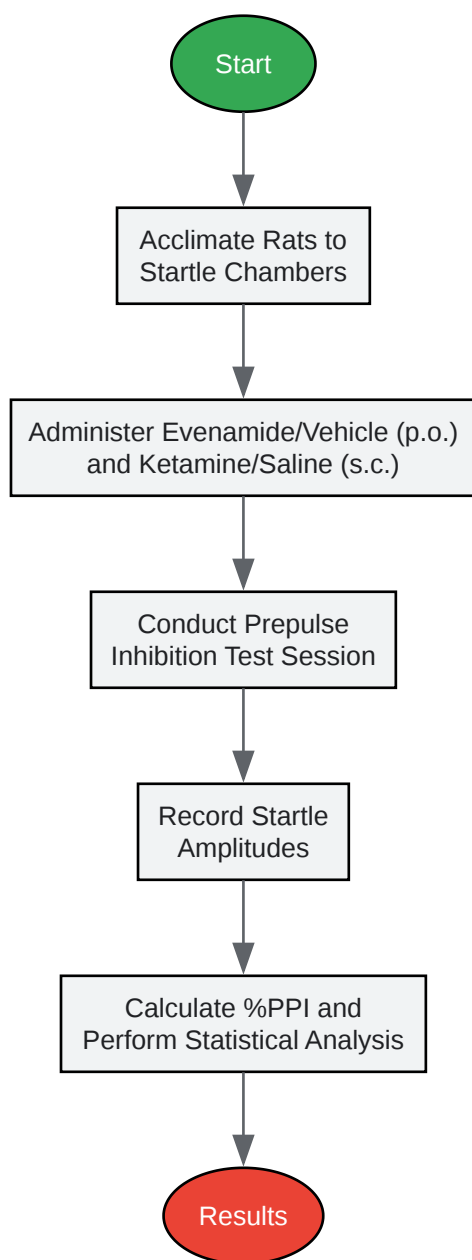 Start
Acclimate Rats to
Startle Chambers
Administer Evenamide/Vehicle (p.o.)
and Ketamine/Saline (s.c.)
Conduct Prepulse
Inhibition Test Session
Record Startle
Amplitudes
Calculate %PPI and
Perform Statistical Analysis
Results